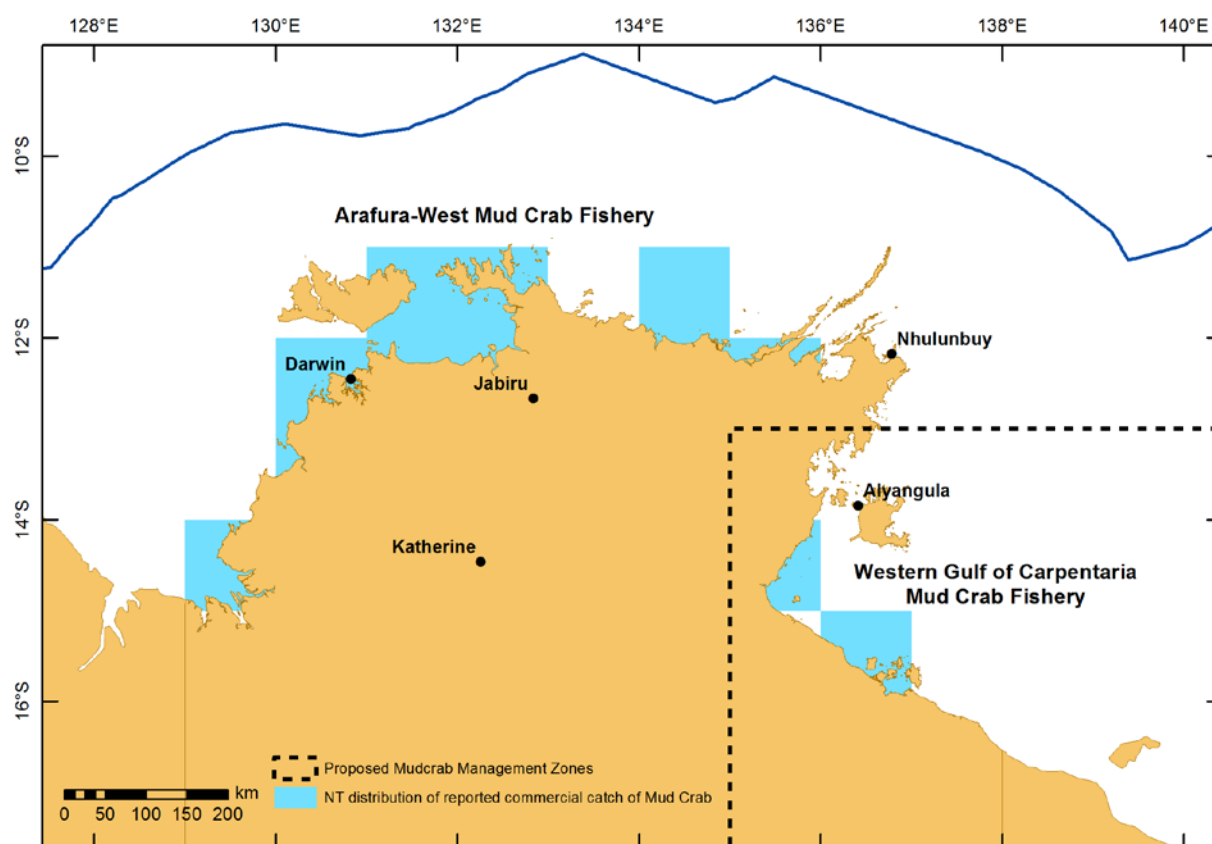 128°E 130°E 132°E 134°E 136°E 138°E 140°E
10°S
Arafura-West Mud Crab Fishery
12°S
Nhulunbuy
Darwin
Jabiru
Alyangula
14°S
Katherine
Western Gulf of Carpentaria
Mud Crab Fishery
16°S
Proposed Mudcrab Management Zones
NT distribution of reported commercial catch of Mud Crab
km
0 50 100 150 200